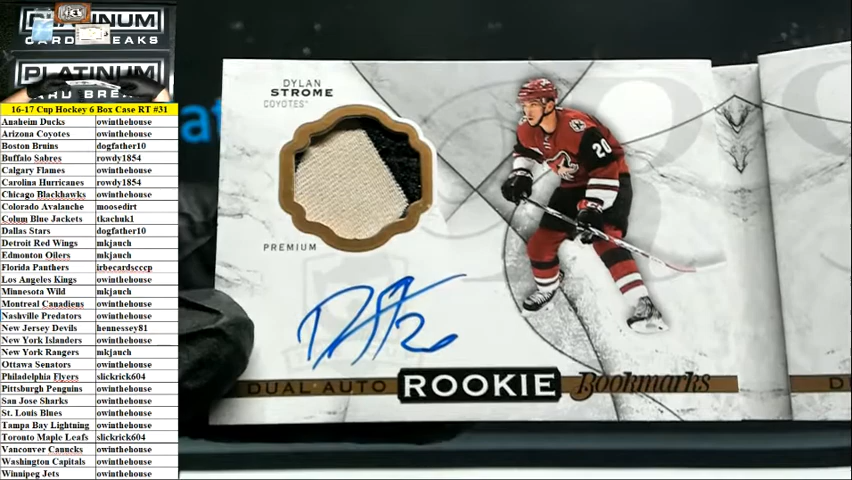 PLATINUM
CARD BREAKS
PLATINUM
BREA
16-17 Cup Hockey 6 Box Case RT #31
Anaheim Ducks owinthehouse
Arizona Coyotes owinthehouse
Boston Bruins dogfather10
Buffalo Sabres rowdy1854
Calgary Flames owinthehouse
Carolina Hurricanes rowdy1854
Chicago Blackhawks owinthehouse
Colorado Avalanche moosedirt
Colum Blue Jackets tkachuk1
Dallas Stars dogfather10
Detroit Red Wings mkjauch
Edmonton Oilers mkjauch
Florida Panthers irbecardscccp
Los Angeles Kings owinthehouse
Minnesota Wild mkjauch
Montreal Canadiens owinthehouse
Nashville Predators owinthehouse
New Jersey Devils hennessey81
New York Islanders owinthehouse
New York Rangers mkjauch
Ottawa Senators owinthehouse
Philadelphia Flyers slickrick604
Pittsburgh Penguins owinthehouse
San Jose Sharks owinthehouse
St. Louis Blues owinthehouse
Tampa Bay Lightning owinthehouse
Toronto Maple Leafs slickrick604
Vancouver Canucks owinthehouse
Washington Capitals owinthehouse
Winnipeg Jets owinthehouse
DYLAN
STROME
COYOTES
20
PREMIUM
DUAL AUTO ROOKIE Bookmarks